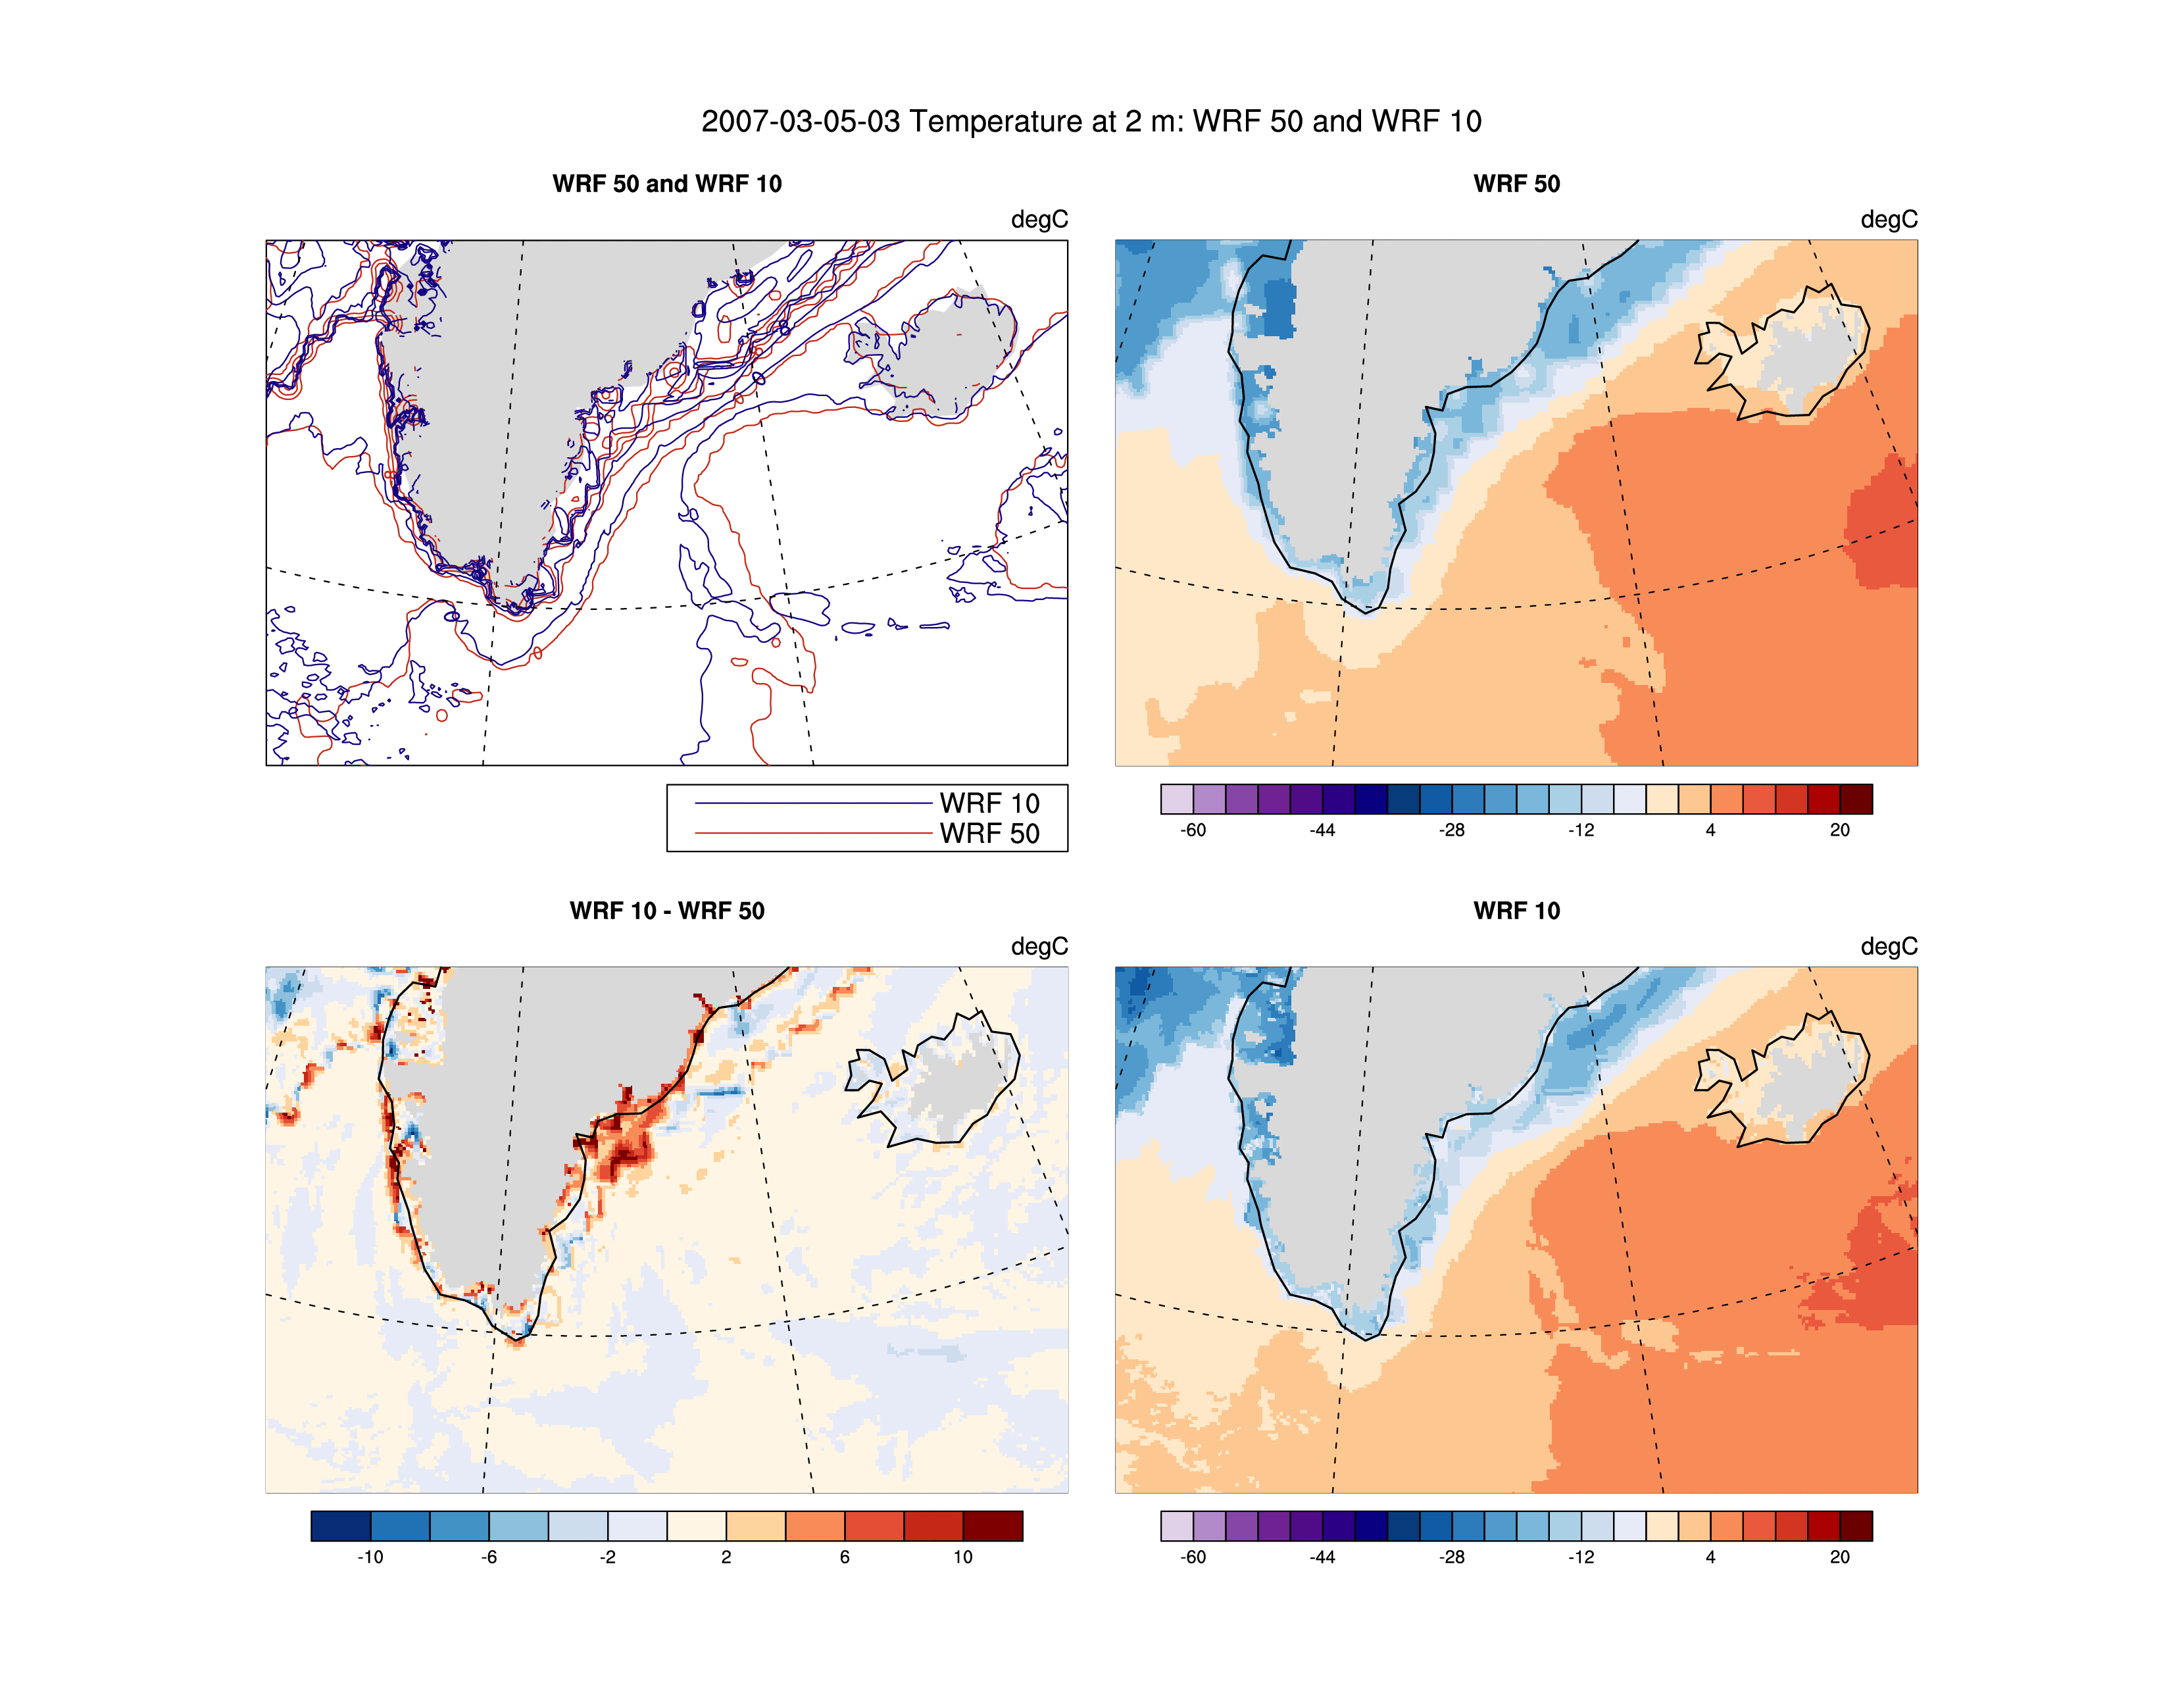 2007-03-05-03 Temperature at 2 m: WRF 50 and WRF 10
WRF 50 and WRF 10
degC
WRF 10
WRF 50
WRF 50
degC
-60 -44 -28 -12 4 20
WRF 10 - WRF 50
degC
-10 -6 -2 2 6 10
WRF 10
degC
-60 -44 -28 -12 4 20